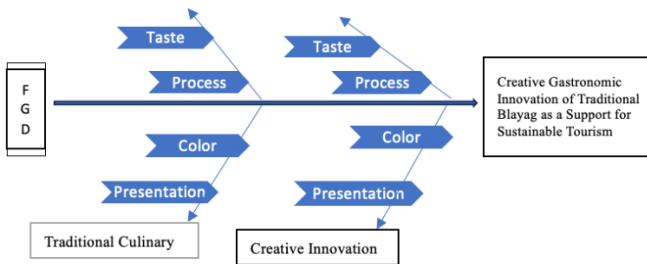 F
G
D
Taste
Process
Color
Presentation
Traditional Culinary
Taste
Process
Color
Presentation
Creative Innovation
Creative Gastronomic
Innovation of Traditional
Blayag as a Support for
Sustainable Tourism